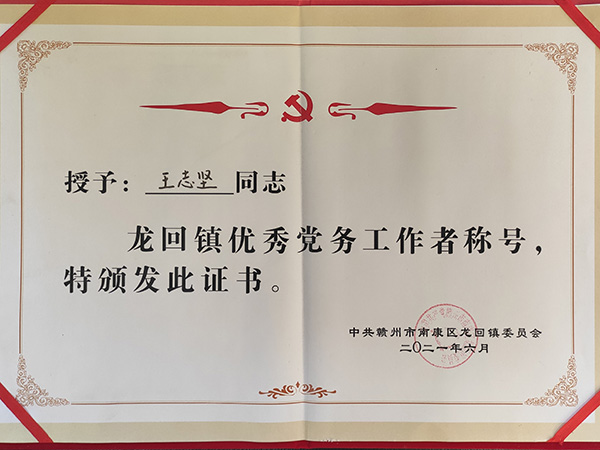 授予：王志坚同志
龙回镇优秀党务工作者称号，
特颁发此证书。
中共赣州市南康区龙回镇委员会
二〇二一年六月